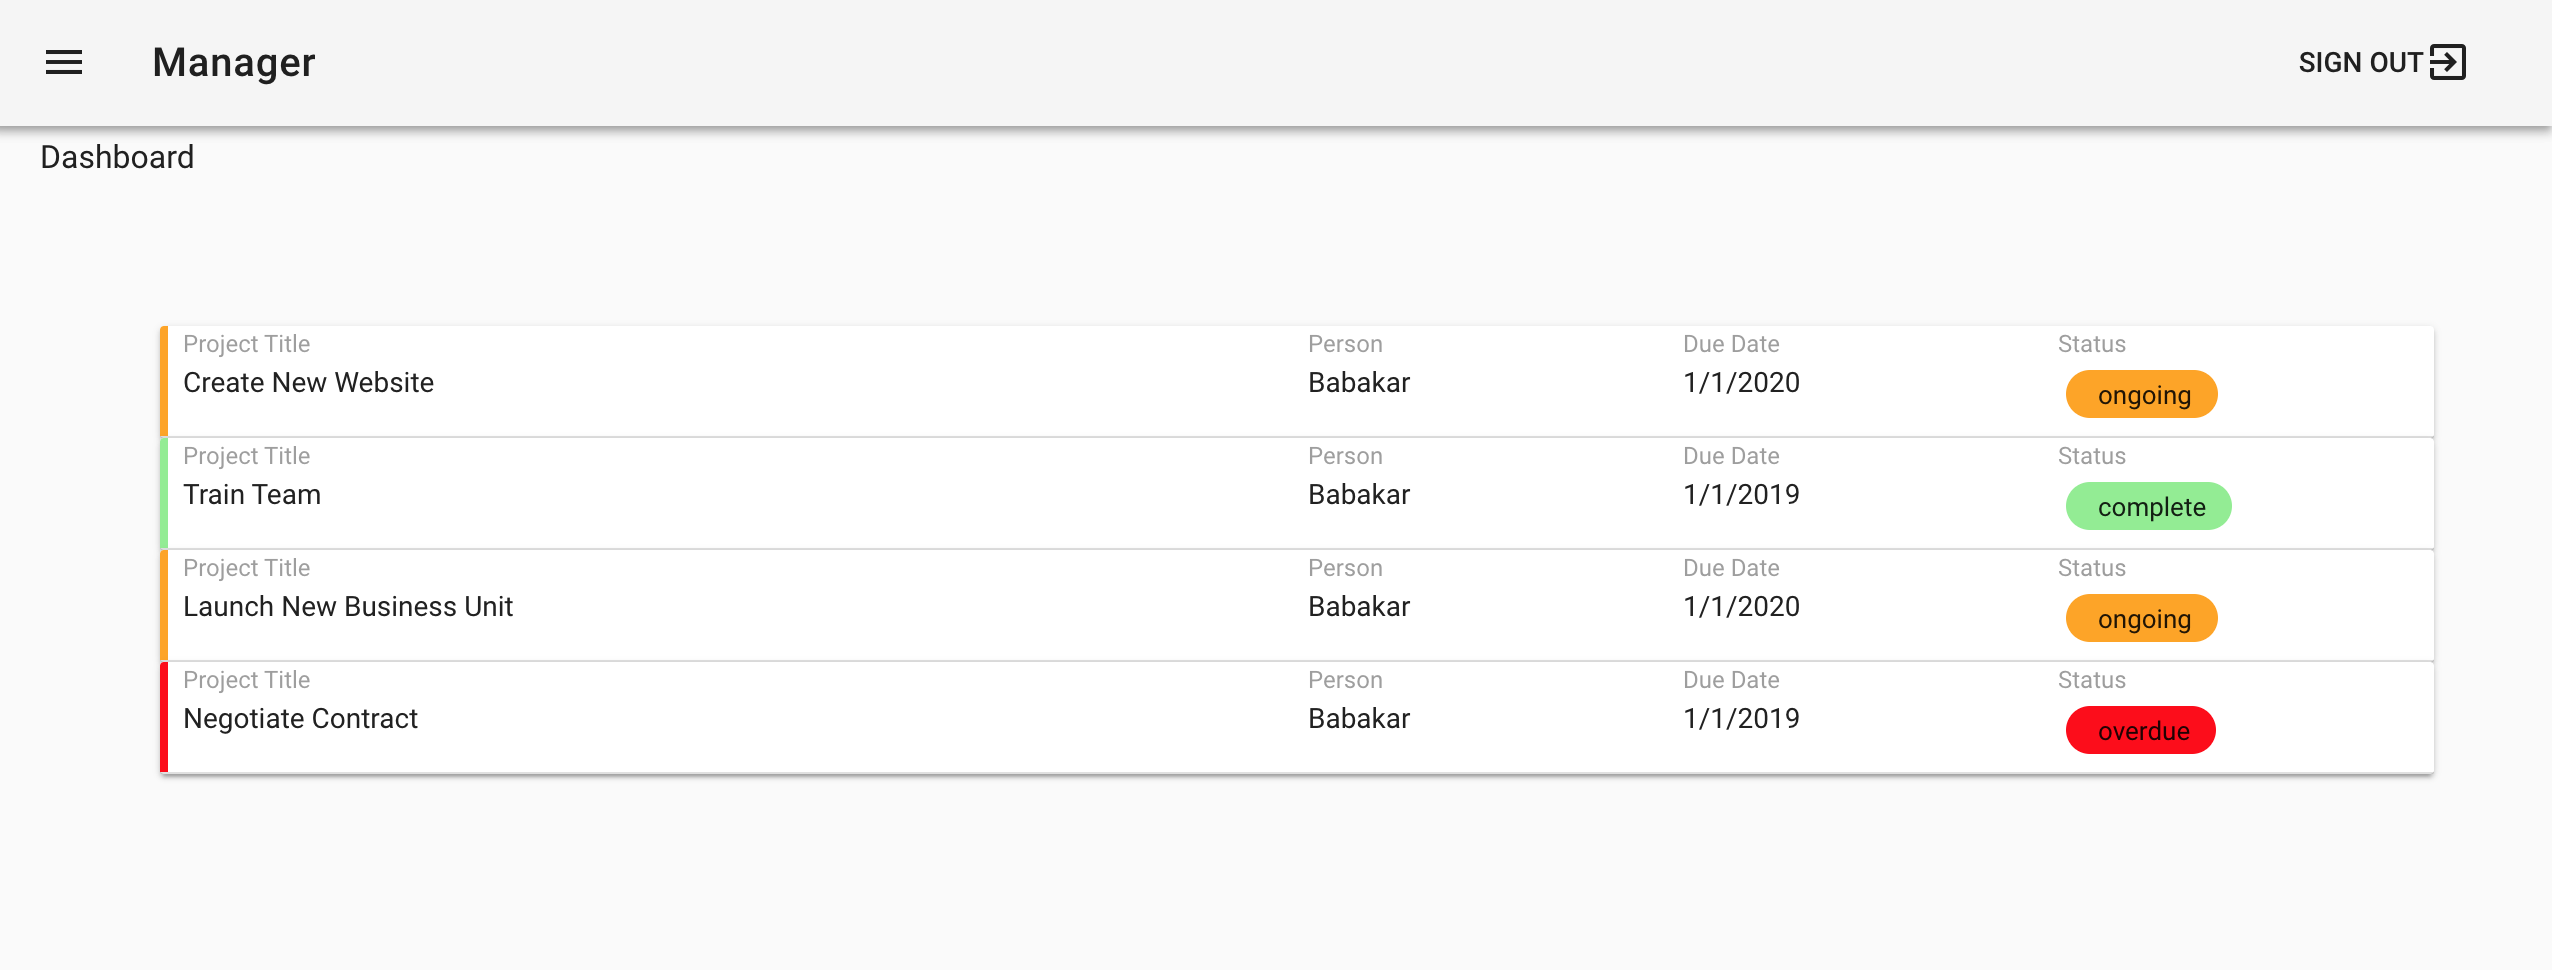 Manager
SIGN OUT
Dashboard
Project Title Person Due Date Status
Create New Website Babakar 1/1/2020 ongoing
Project Title Person Due Date Status
Train Team Babakar 1/1/2019 complete
Project Title Person Due Date Status
Launch New Business Unit Babakar 1/1/2020 ongoing
Project Title Person Due Date Status
Negotiate Contract Babakar 1/1/2019 overdue